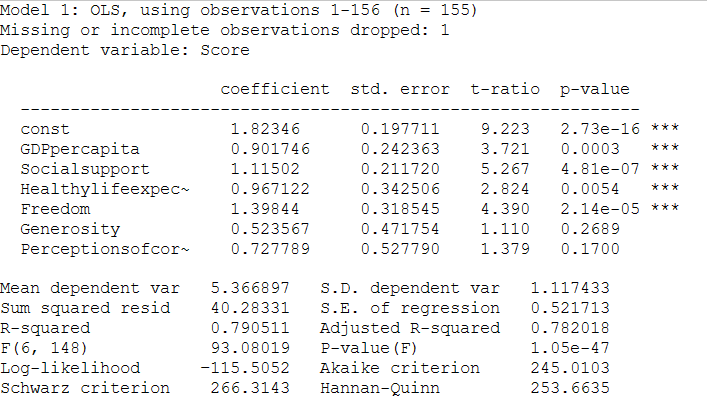 Model 1: OLS, using observations 1-156 (n = 155)
Missing or incomplete observations dropped: 1
Dependent variable: Score
coefficient std. error t-ratio p-value
---------------------------------------------------------------
const 1.82346 0.197711 9.223 2.73e-16 ***
GDPpercapita 0.901746 0.242363 3.721 0.0003 ***
Socialsupport 1.11502 0.211720 5.267 4.81e-07 ***
Healthylifeexpec~ 0.967122 0.342506 2.824 0.0054 ***
Freedom 1.39844 0.318545 4.390 2.14e-05 ***
Generosity 0.523567 0.471754 1.110 0.2689
Perceptionsofcor~ 0.727789 0.527790 1.379 0.1700
Mean dependent var 5.366897 S.D. dependent var 1.117433
Sum squared resid 40.28331 S.E. of regression 0.521713
R-squared 0.790511 Adjusted R-squared 0.782018
F(6, 148) 93.08019 P-value(F) 1.05e-47
Log-likelihood -115.5052 Akaike criterion 245.0103
Schwarz criterion 266.3143 Hannan-Quinn 253.6635